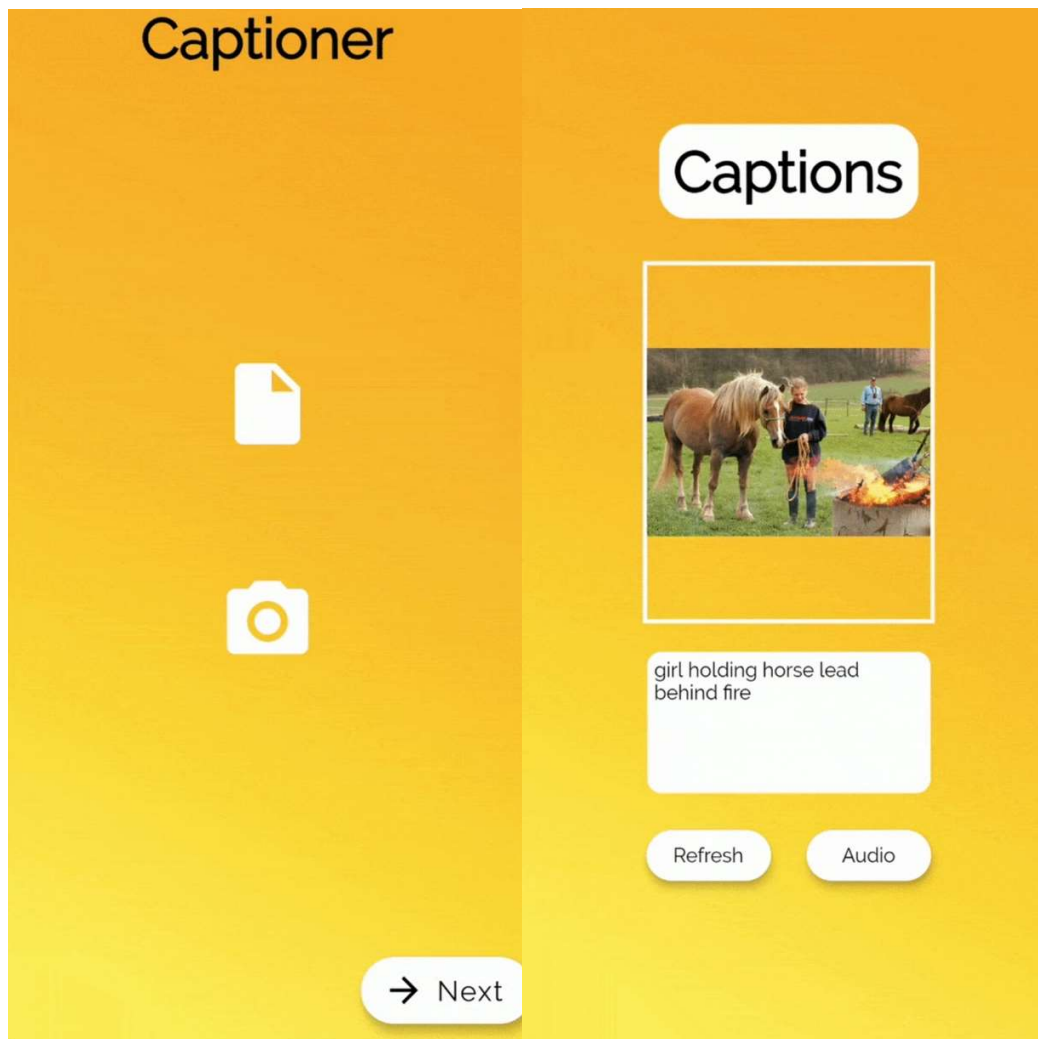 Captioner
Next
Captions
girl holding horse lead
behind fire
Refresh
Audio